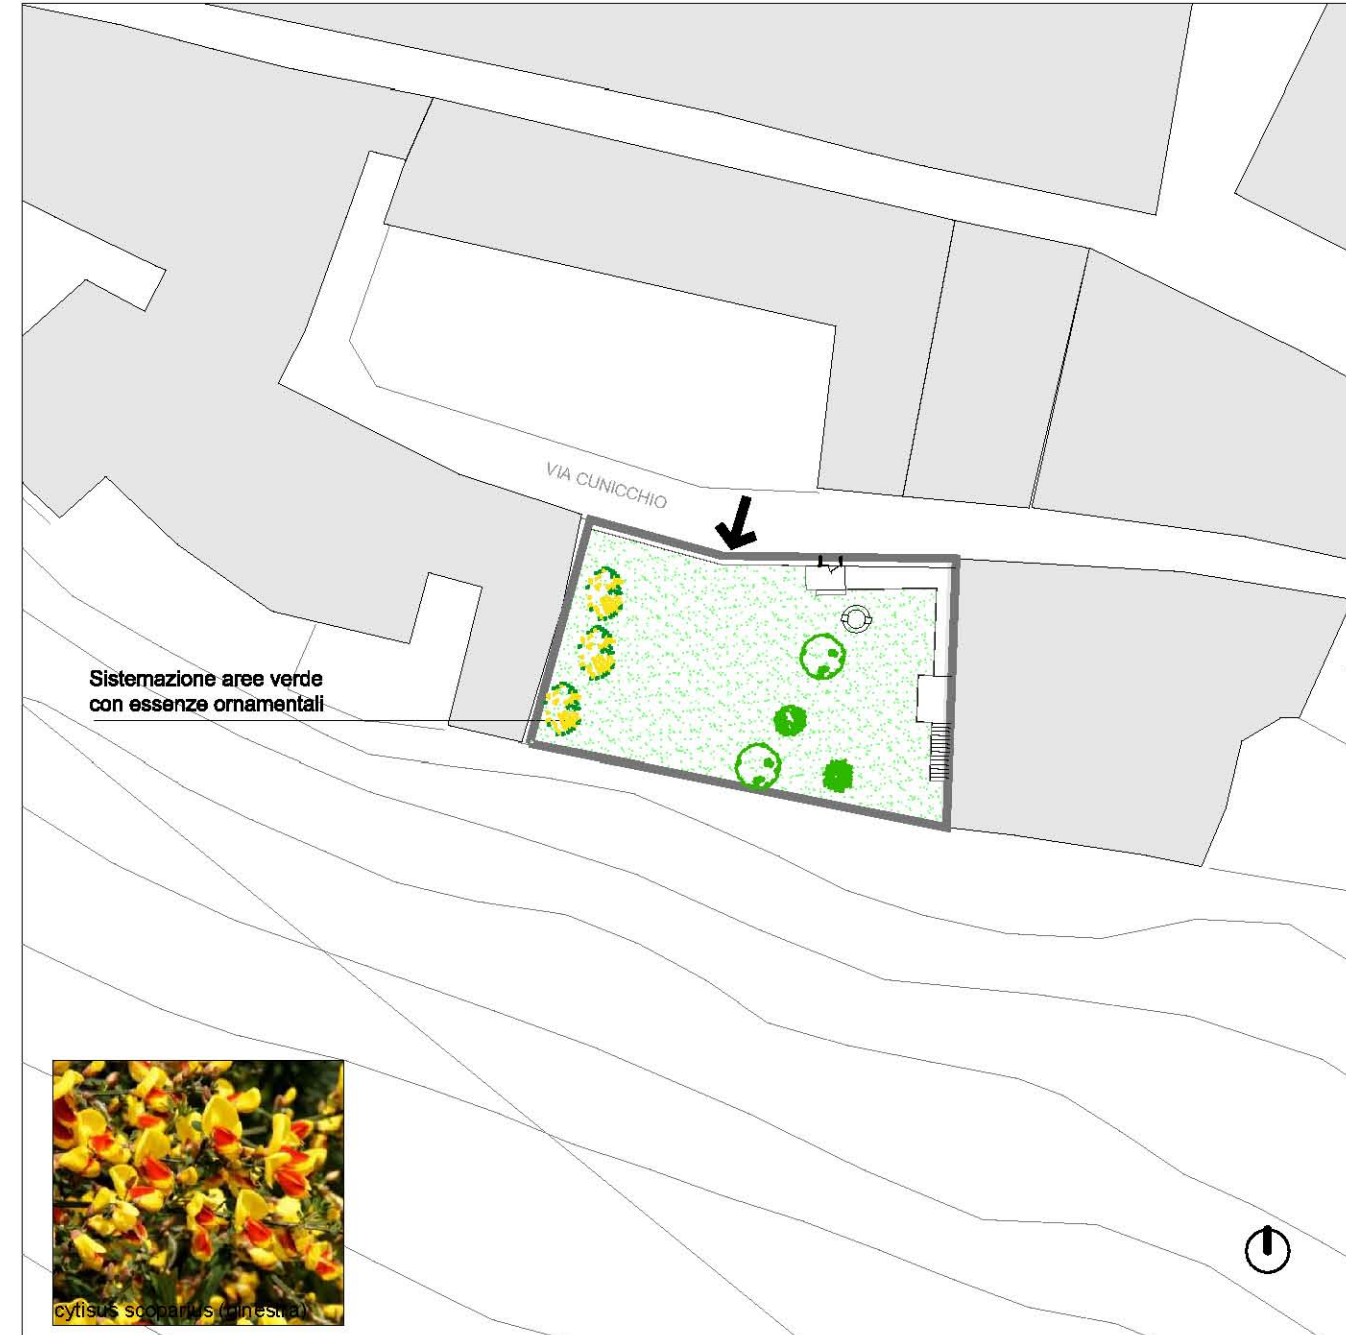 VIA CUNICCHIO
Sistemazione aree verde
con essenze ornamentali
cytisus scoparius (ginestra)